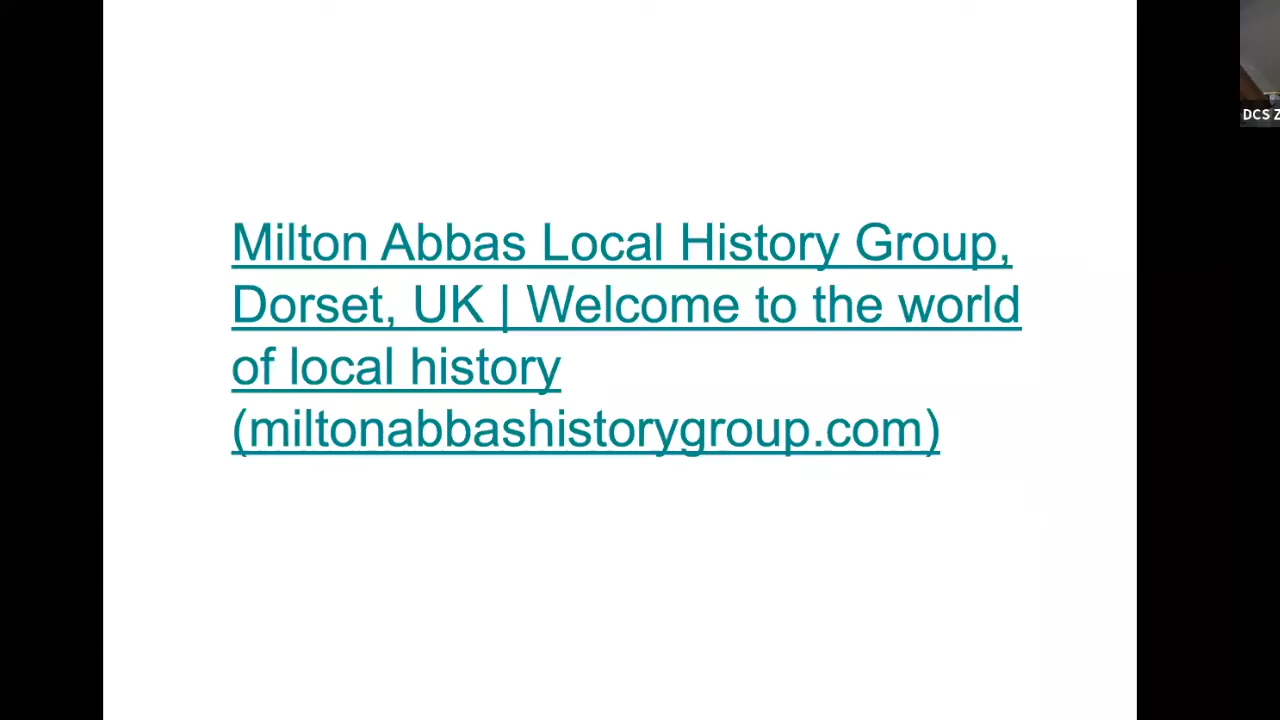 Milton Abbas Local History Group,
Dorset, UK | Welcome to the world
of local history
(miltonabbashistorygroup.com)
DCS Z